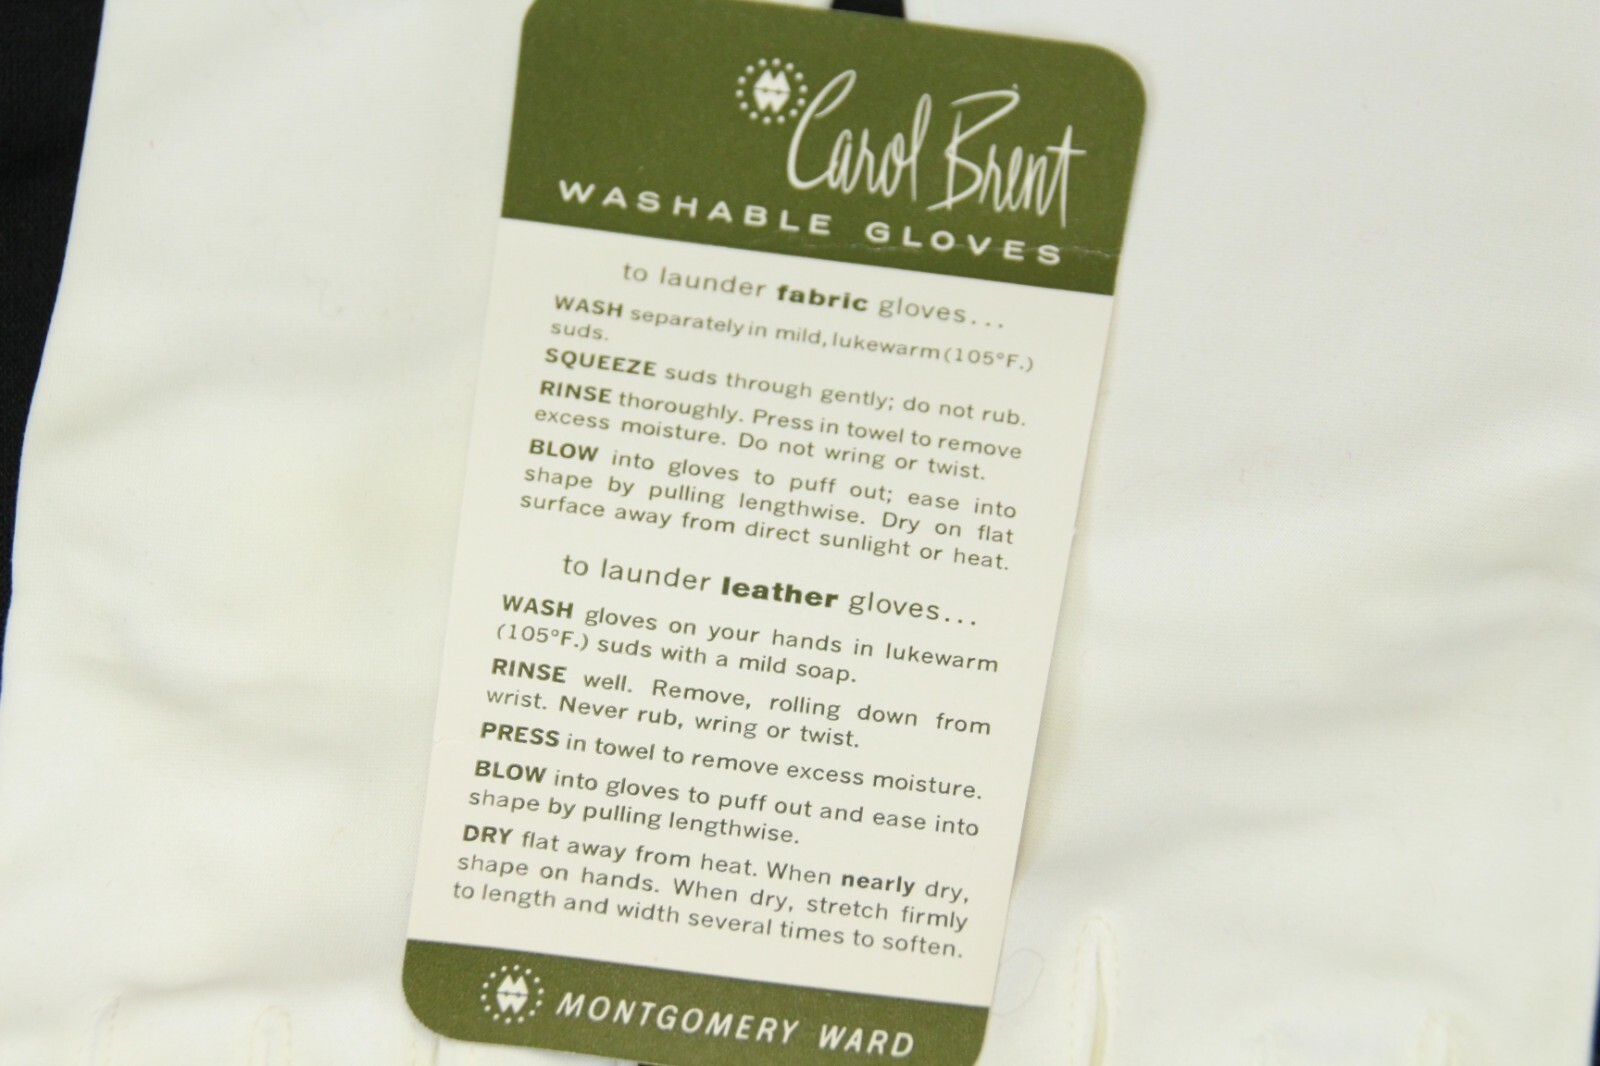 MW Carol Brent
WASHABLE GLOVES
to launder fabric gloves...
WASH separately in mild, lukewarm (105°F.)
suds.
SQUEEZE suds through gently; do not rub.
RINSE thoroughly. Press in towel to remove
excess moisture. Do not wring or twist.
BLOW into gloves to puff out; ease into
shape by pulling lengthwise. Dry on flat
surface away from direct sunlight or heat.
to launder leather gloves...
WASH gloves on your hands in lukewarm
(105°F.) suds with a mild soap.
RINSE well. Remove, rolling down from
wrist. Never rub, wring or twist.
PRESS in towel to remove excess moisture.
BLOW into gloves to puff out and ease into
shape by pulling lengthwise.
DRY flat away from heat. When nearly dry,
shape on hands. When dry, stretch firmly
to length and width several times to soften.
MW MONTGOMERY WARD